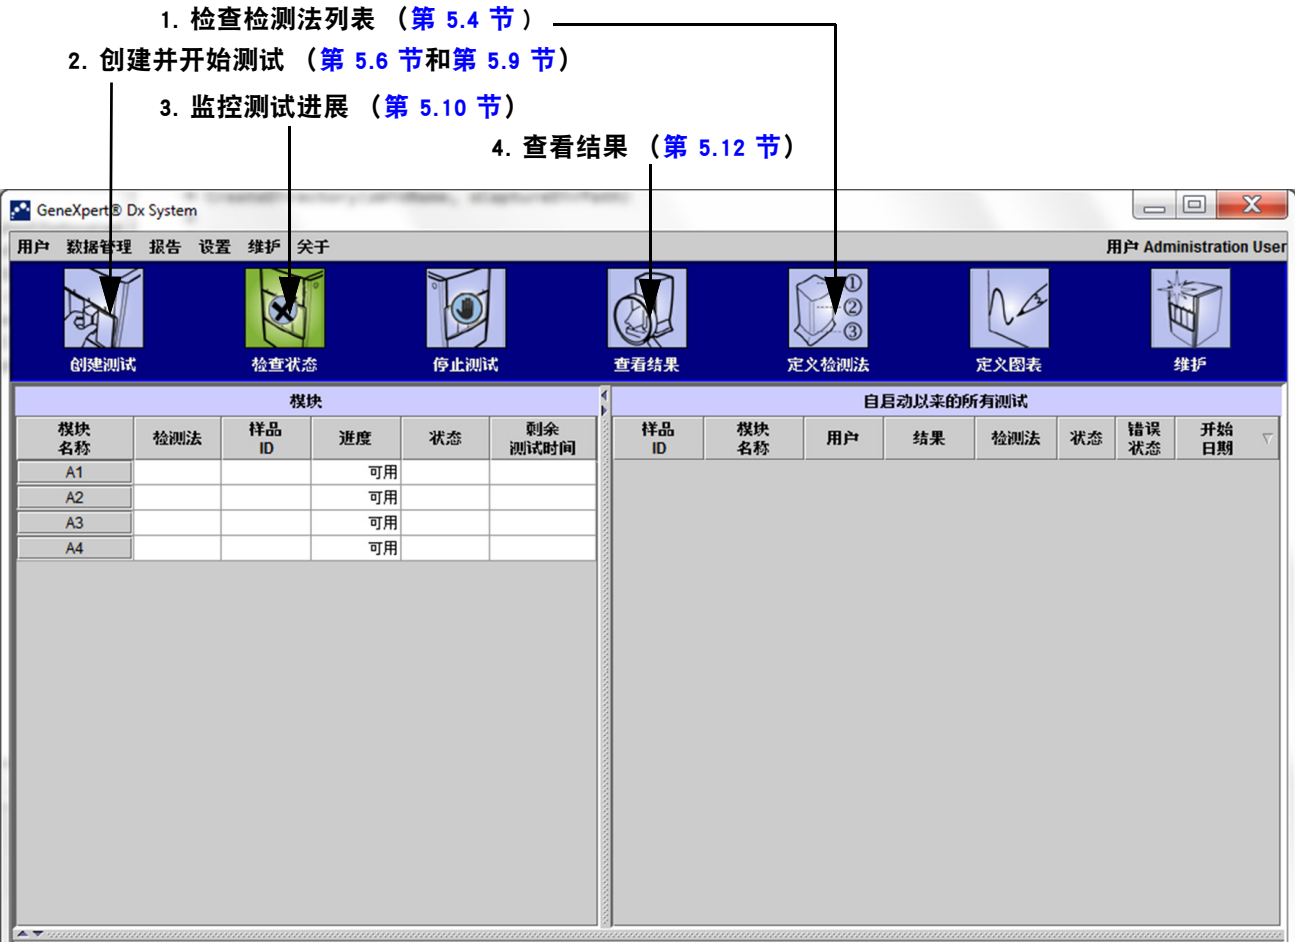 1. 检查检测法列表 （第 5.4 节 ）
2. 创建并开始测试 （第 5.6 节和第 5.9 节）
3. 监控测试进展 （第 5.10 节）
4. 查看结果 （第 5.12 节）
GeneXpert® Dx System
用户 数据管理 报告 设置 维护 关于 用户 Administration User
① ② ③
创建测试 检查状态 停止测试 查看结果 定义检测法 定义图表 维护
模块 自启动以来的所有测试
模块 名称 检测法 样品 ID 进度 状态 剩余 测试时间 样品 ID 模块 名称 用户 结果 检测法 状态 错误 状态 开始 日期
A1 可用
A2 可用
A3 可用
A4 可用